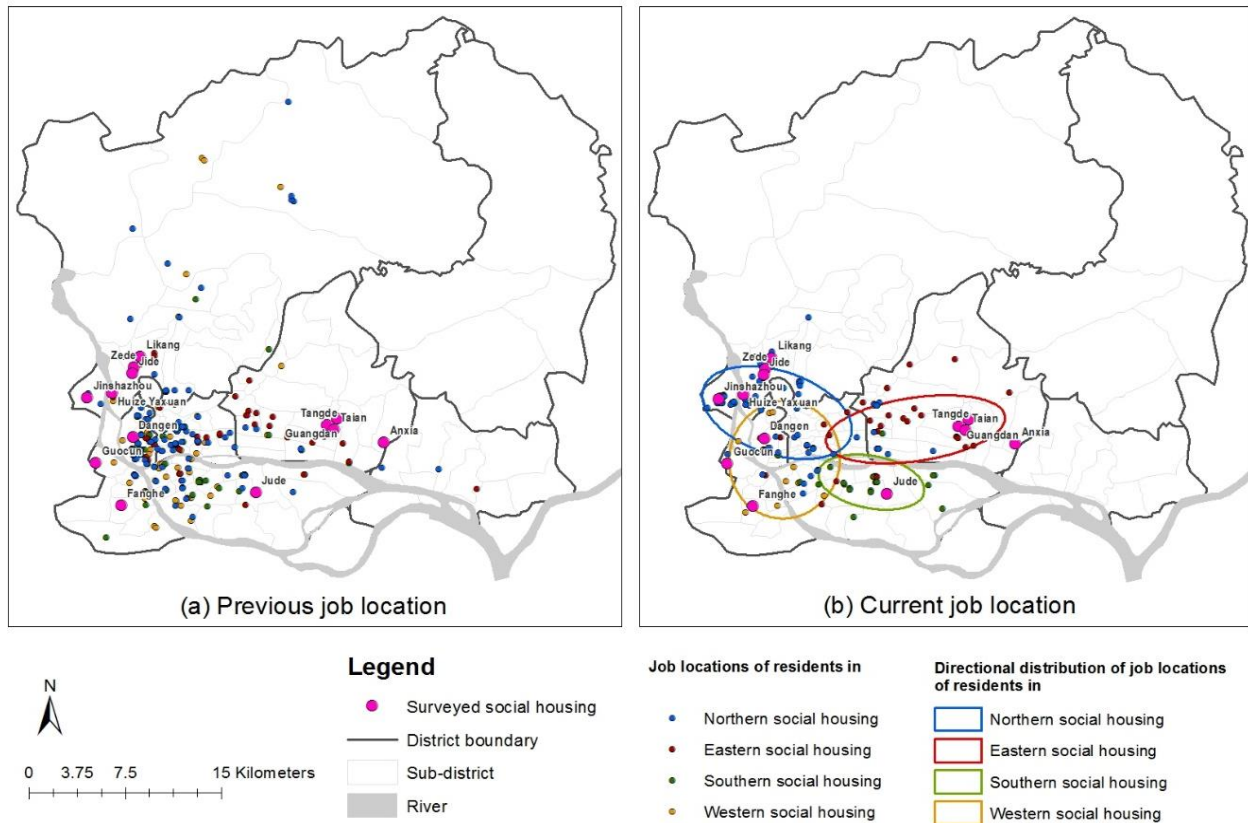 Likang
Zede
Jide
Jinshazhou
Huize Yaxuan
Dangen
Tangde
Taian
Guangdan
Anxia
Guocun
Jude
Fanghe
(a) Previous job location
Likang
Zede
Jide
Jinshazhou
Huize Yaxuan
Dangen
Tangde
Taian
Guangdan
Anxia
Guocun
Jude
Fanghe
(b) Current job location
N
0 3.75 7.5 15 Kilometers
Legend
Surveyed social housing
District boundary
Sub-district
River
Job locations of residents in
Northern social housing
Eastern social housing
Southern social housing
Western social housing
Directional distribution of job locations
of residents in
Northern social housing
Eastern social housing
Southern social housing
Western social housing